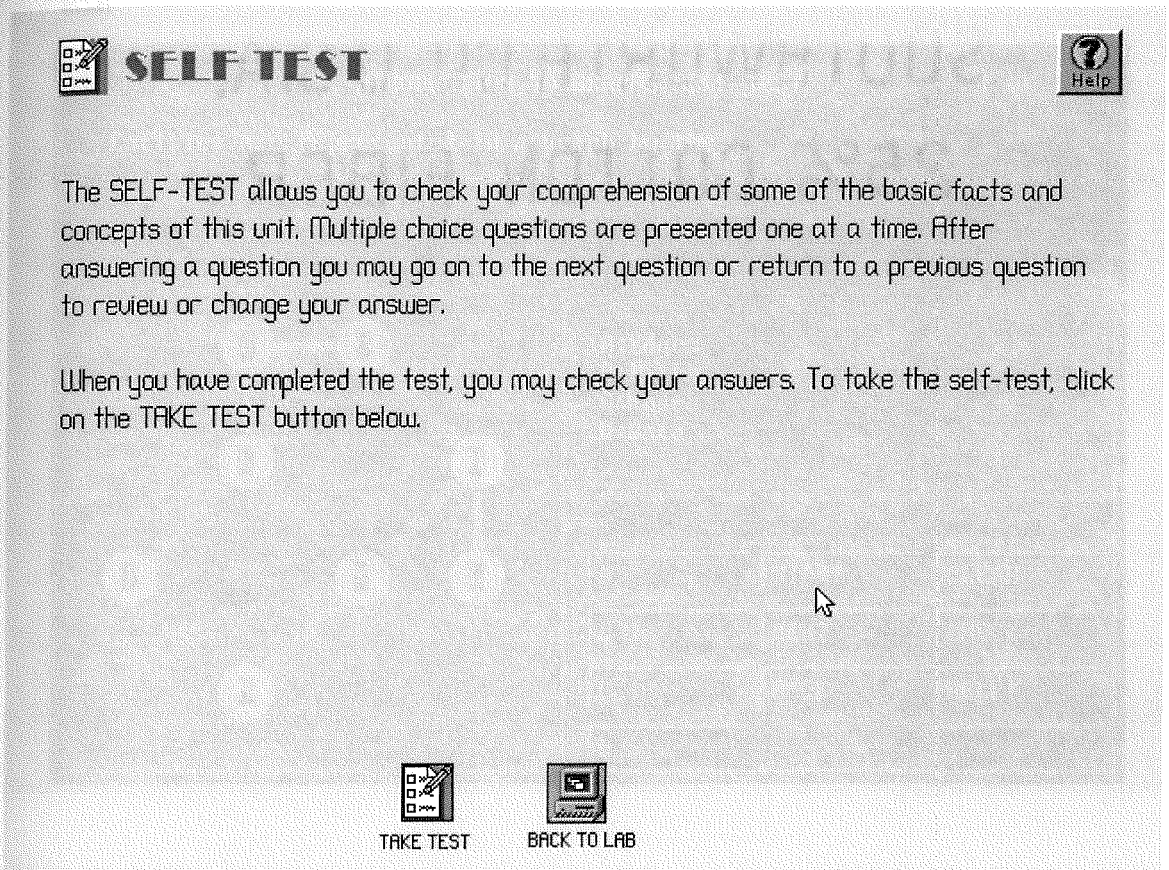 SELF TEST
Help
The SELF-TEST allows you to check your comprehension of some of the basic facts and
concepts of this unit. Multiple choice questions are presented one at a time. After
answering a question you may go on to the next question or return to a previous question
to review or change your answer.
When you have completed the test, you may check your answers. To take the self-test, click
on the TAKE TEST button below.
TAKE TEST
BACK TO LAB